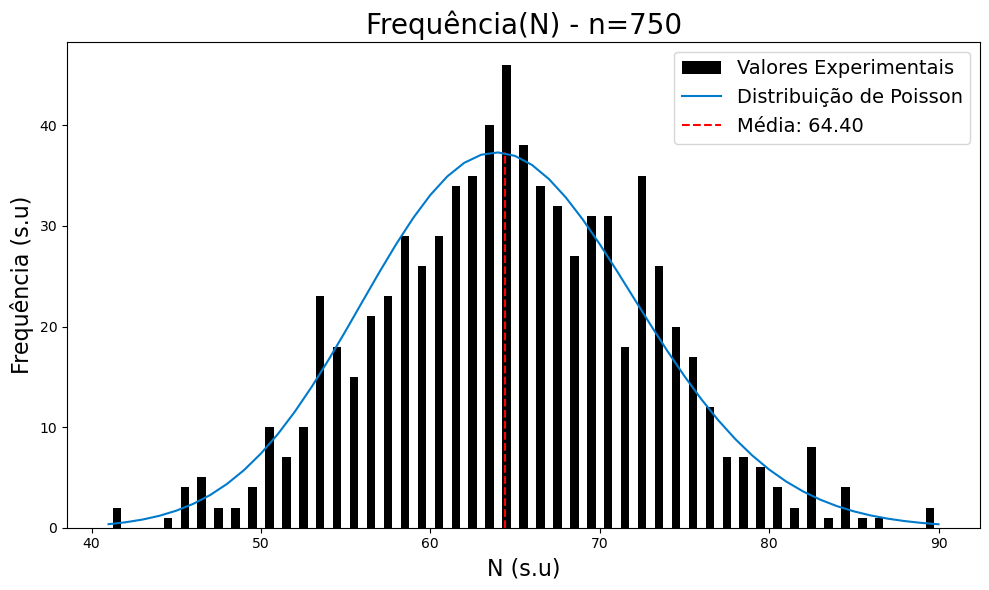 Frequência(N) - n=750
Valores Experimentais
Distribuição de Poisson
Média: 64.40
Frequência (s.u)
40
30
20
10
0
40 50 60 70 80 90
N (s.u)